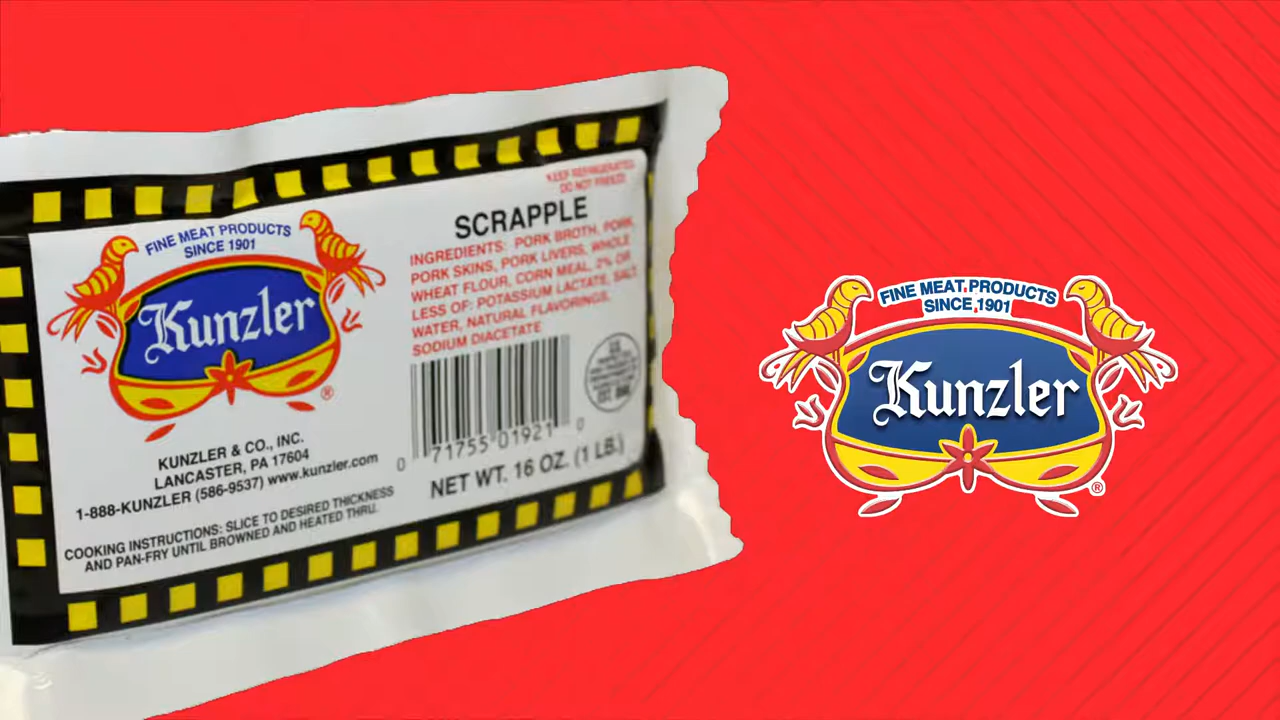 KEEP REFRIGERATED
DO NOT FREEZE
SCRAPPLE
INGREDIENTS: PORK BROTH, PORK,
PORK SKINS, PORK LIVERS, WHOLE
WHEAT FLOUR, CORN MEAL, 2% OR
LESS OF: POTASSIUM LACTATE, SALT,
WATER, NATURAL FLAVORINGS,
SODIUM DIACETATE
FINE MEAT PRODUCTS
SINCE 1901
Kunzler
®
KUNZLER & CO., INC.
LANCASTER, PA 17604
1-888-KUNZLER (586-9537) www.kunzler.com
COOKING INSTRUCTIONS: SLICE TO DESIRED THICKNESS
AND PAN-FRY UNTIL BROWNED AND HEATED THRU.
0 71755 01921 0
NET WT. 16 OZ. (1 LB.)
FINE MEAT PRODUCTS
SINCE 1901
Kunzler
®